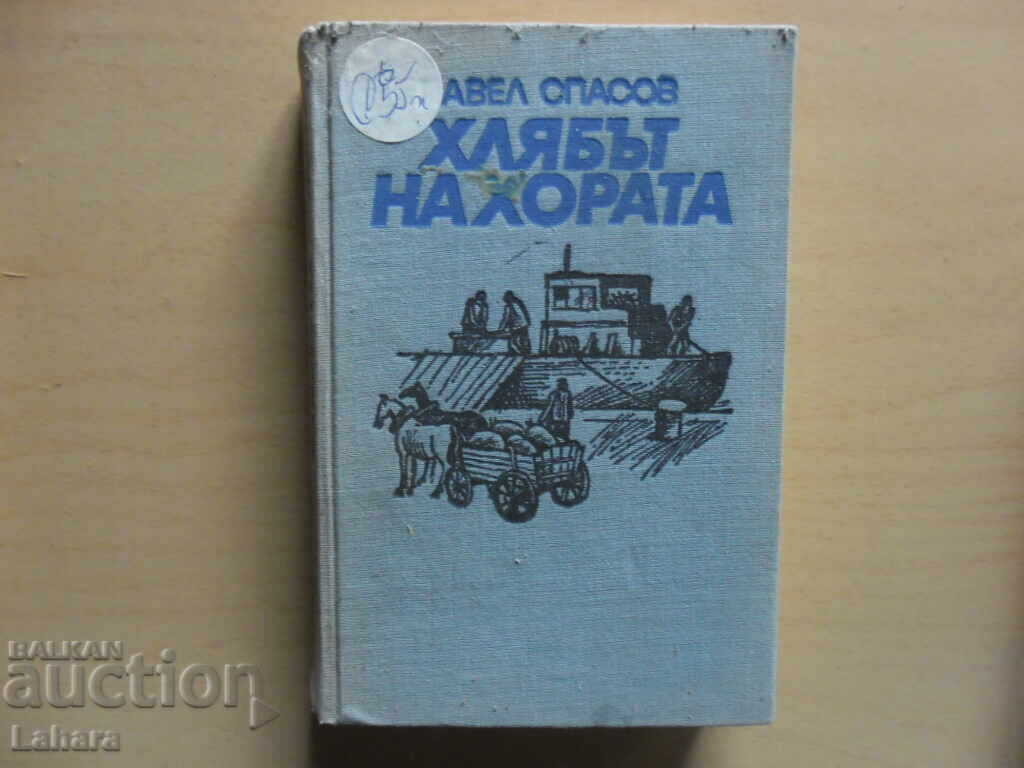 АВЕЛ СПАСОВ
ХЛЯБЪТ
НА ХОРАТА
BALKAN
auction
Lahara